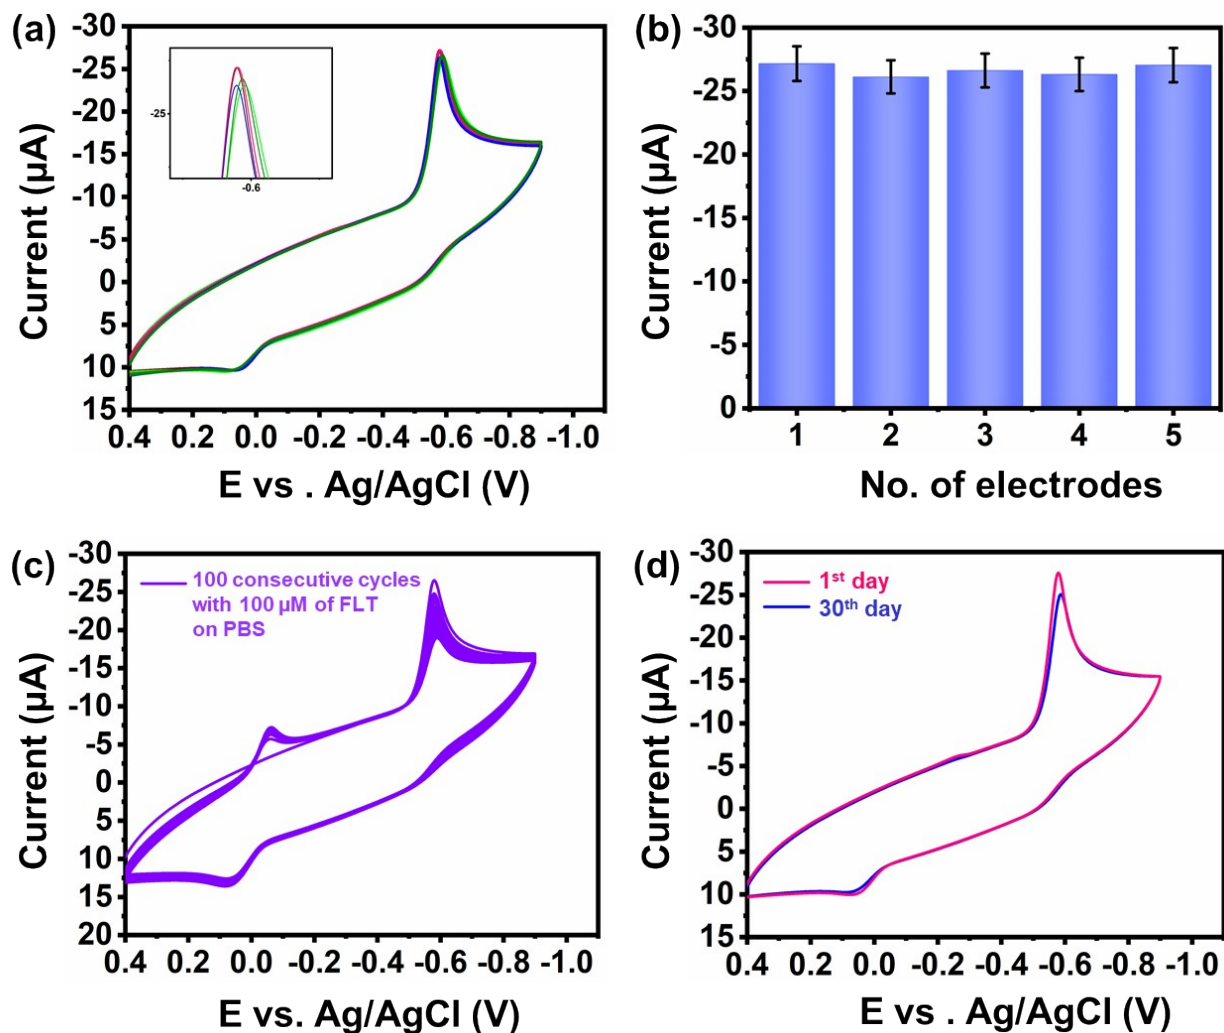 (a)
-30
-25
-20
-15
-10
-5
0
5
10
15
Current (µA)
-25
-0.6
0.4 0.2 0.0 -0.2 -0.4 -0.6 -0.8 -1.0
E vs . Ag/AgCl (V)
(b)
-30
-25
-20
-15
-10
-5
0
Current (µA)
1 2 3 4 5
No. of electrodes
(c)
-30
-25
-20
-15
-10
-5
0
5
10
15
20
Current (µA)
100 consecutive cycles
with 100 µM of FLT
on PBS
0.4 0.2 0.0 -0.2 -0.4 -0.6 -0.8 -1.0
E vs. Ag/AgCl (V)
(d)
-30
-25
-20
-15
-10
-5
0
5
10
15
Current (µA)
1st day
30th day
0.4 0.2 0.0 -0.2 -0.4 -0.6 -0.8 -1.0
E vs . Ag/AgCl (V)